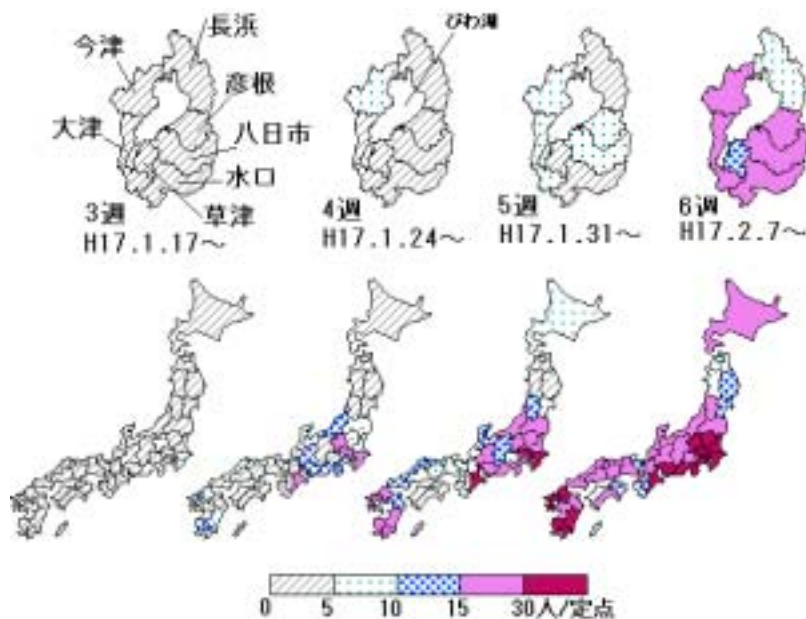 長浜
びわ湖
今津
彦根
大津
八日市
水口
草津
3週
H17.1.17～
4週
H17.1.24～
5週
H17.1.31～
6週
H17.2.7～
0 5 10 15 30人/定点